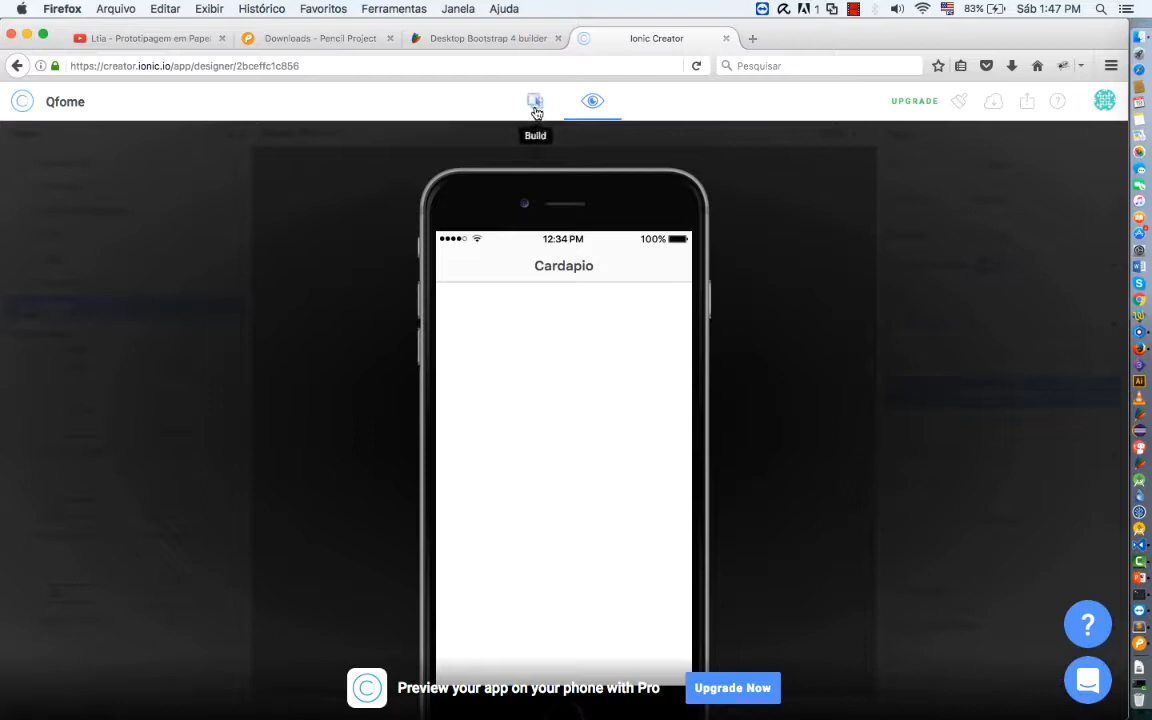 Firefox Arquivo Editar Exibir Histórico Favoritos Ferramentas Janela Ajuda 1 83% Sáb 1:47 PM
Ltia - Prototipagem em Papel Downloads - Pencil Project Desktop Bootstrap 4 builder Ionic Creator
https://creator.ionic.io/app/designer/2bceffc1c856 Pesquisar
Qfome UPGRADE ?
Build
12:34 PM 100%
Cardapio
?
Preview your app on your phone with Pro Upgrade Now